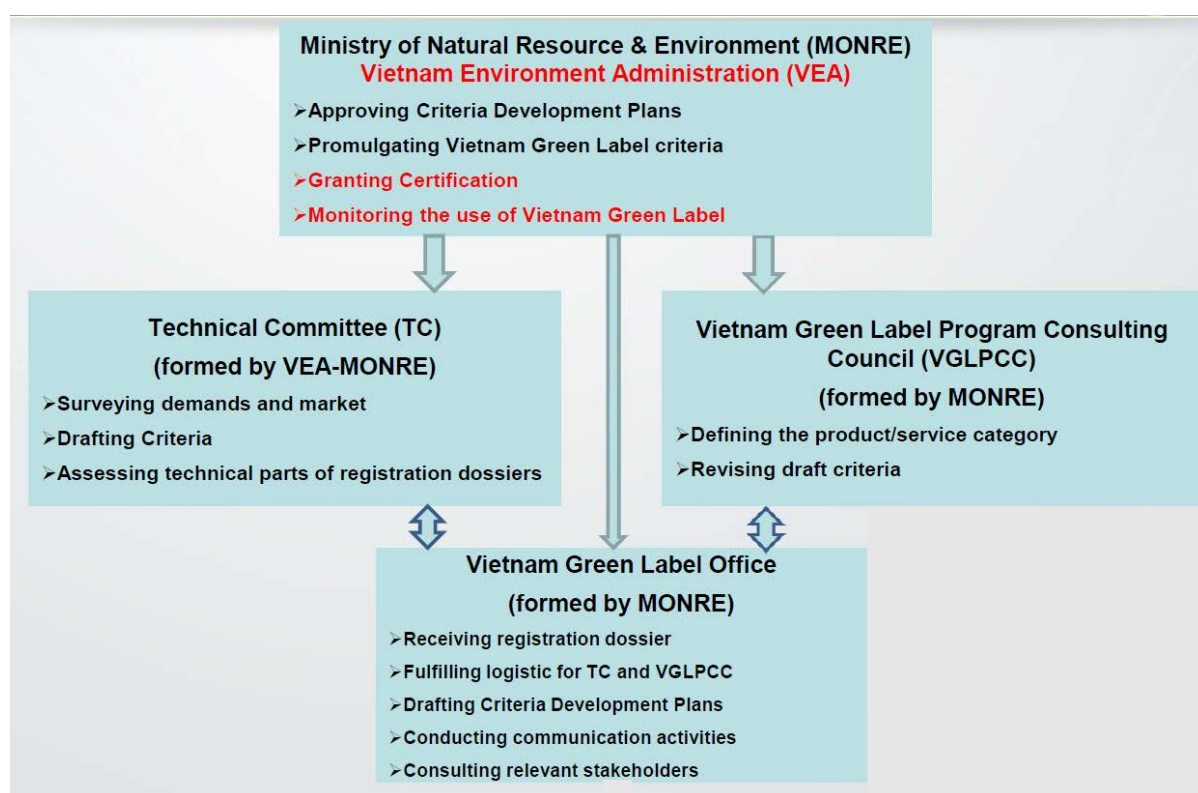 Ministry of Natural Resource & Environment (MONRE)
Vietnam Environment Administration (VEA)
➢Approving Criteria Development Plans
➢Promulgating Vietnam Green Label criteria
➢Granting Certification
➢Monitoring the use of Vietnam Green Label
Technical Committee (TC)
(formed by VEA-MONRE)
➢Surveying demands and market
➢Drafting Criteria
➢Assessing technical parts of registration dossiers
Vietnam Green Label Program Consulting
Council (VGLPCC)
(formed by MONRE)
➢Defining the product/service category
➢Revising draft criteria
Vietnam Green Label Office
(formed by MONRE)
➢Receiving registration dossier
➢Fulfilling logistic for TC and VGLPCC
➢Drafting Criteria Development Plans
➢Conducting communication activities
➢Consulting relevant stakeholders